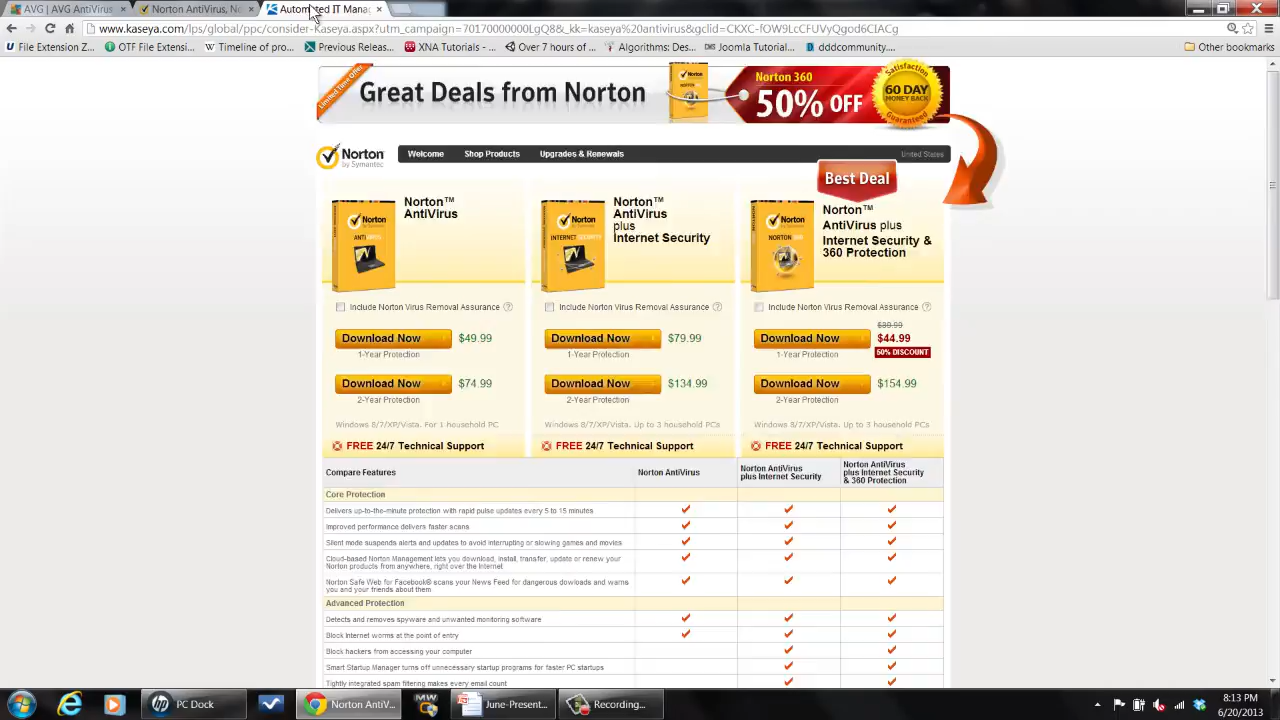 AVG | AVG AntiVirus
Norton AntiVirus, No
Automated IT Mana
www.kaseya.com/lps/global/ppc/consider-Kaseya.aspx?utm_campaign=70170000000LgQ8&_kk=kaseya%20antivirus&gclid=CKXC-fOW9LcCFUVyQgod6CIACg
File Extension Z...
OTF File Extensio...
Timeline of prog...
Previous Releas...
XNA Tutorials - ...
Over 7 hours of ...
Algorithms: Des...
Joomla Tutorial...
dddcommunity....
Other bookmarks
Limited Time Offer
Great Deals from Norton
Norton 360
50% OFF
Satisfaction
60 DAY
MONEY BACK
Guaranteed
Norton
by Symantec
Welcome
Shop Products
Upgrades & Renewals
United States
Best Deal
Norton
ANTIVIRUS
Norton™
AntiVirus
Norton
INTERNET SECURITY
Norton™
AntiVirus
plus
Internet Security
Norton
NORTON 360
Norton™
AntiVirus plus
Internet Security &
360 Protection
Include Norton Virus Removal Assurance ?
Include Norton Virus Removal Assurance ?
Include Norton Virus Removal Assurance ?
Download Now $49.99
1-Year Protection
Download Now $79.99
1-Year Protection
$89.99
Download Now $44.99
50% DISCOUNT
1-Year Protection
Download Now $74.99
2-Year Protection
Download Now $134.99
2-Year Protection
Download Now $154.99
2-Year Protection
Windows 8/7/XP/Vista. For 1 household PC
Windows 8/7/XP/Vista. Up to 3 household PCs
Windows 8/7/XP/Vista. Up to 3 household PCs
FREE 24/7 Technical Support
FREE 24/7 Technical Support
FREE 24/7 Technical Support
Compare Features
Norton AntiVirus
Norton AntiVirus
plus Internet Security
Norton AntiVirus
plus Internet Security
& 360 Protection
Core Protection
Delivers up-to-the-minute protection with rapid pulse updates every 5 to 15 minutes
Improved performance delivers faster scans
Silent mode suspends alerts and updates to avoid interrupting or slowing games and movies
Cloud-based Norton Management lets you download, install, transfer, update or renew your
Norton products from anywhere, right over the Internet
Norton Safe Web for Facebook® scans your News Feed for dangerous dowloads and warns
you and your friends about them
Advanced Protection
Detects and removes spyware and unwanted monitoring software
Block Internet worms at the point of entry
Block hackers from accessing your computer
Smart Startup Manager turns off unnecessary startup programs for faster PC startups
Tightly integrated spam filtering makes every email count
PC Dock
Norton AntiV...
MW
June-Present...
Recording...
8:13 PM
6/20/2013